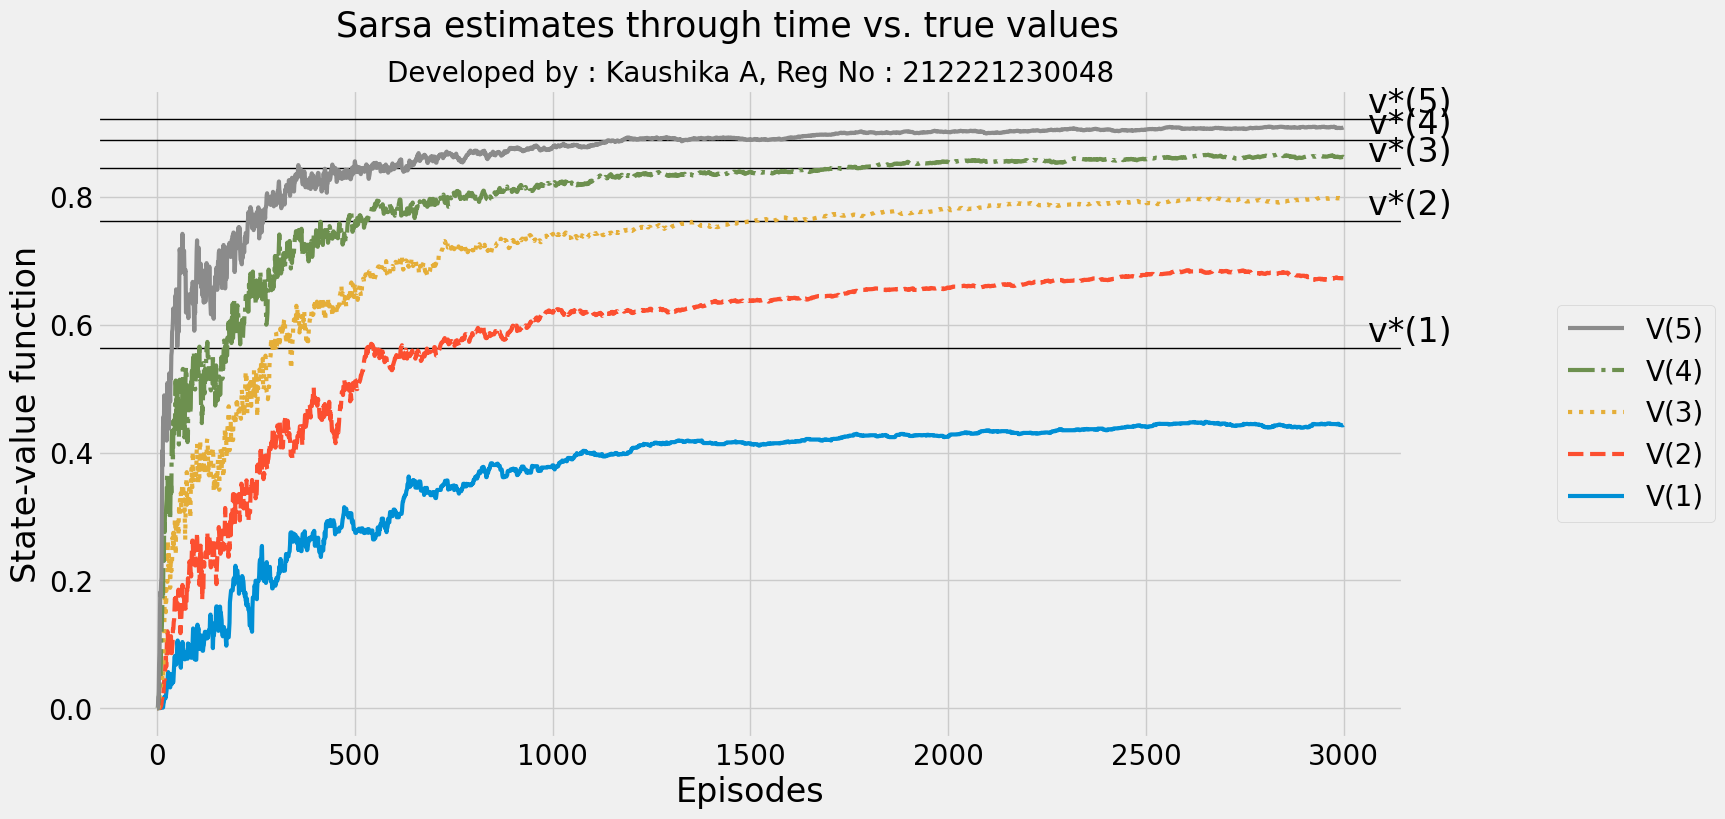 Sarsa estimates through time vs. true values
Developed by : Kaushika A, Reg No : 212221230048
v*(5)
v*(4)
v*(3)
v*(2)
v*(1)
State-value function
0.8
0.6
0.4
0.2
0.0
0 500 1000 1500 2000 2500 3000
Episodes
V(5)
V(4)
V(3)
V(2)
V(1)